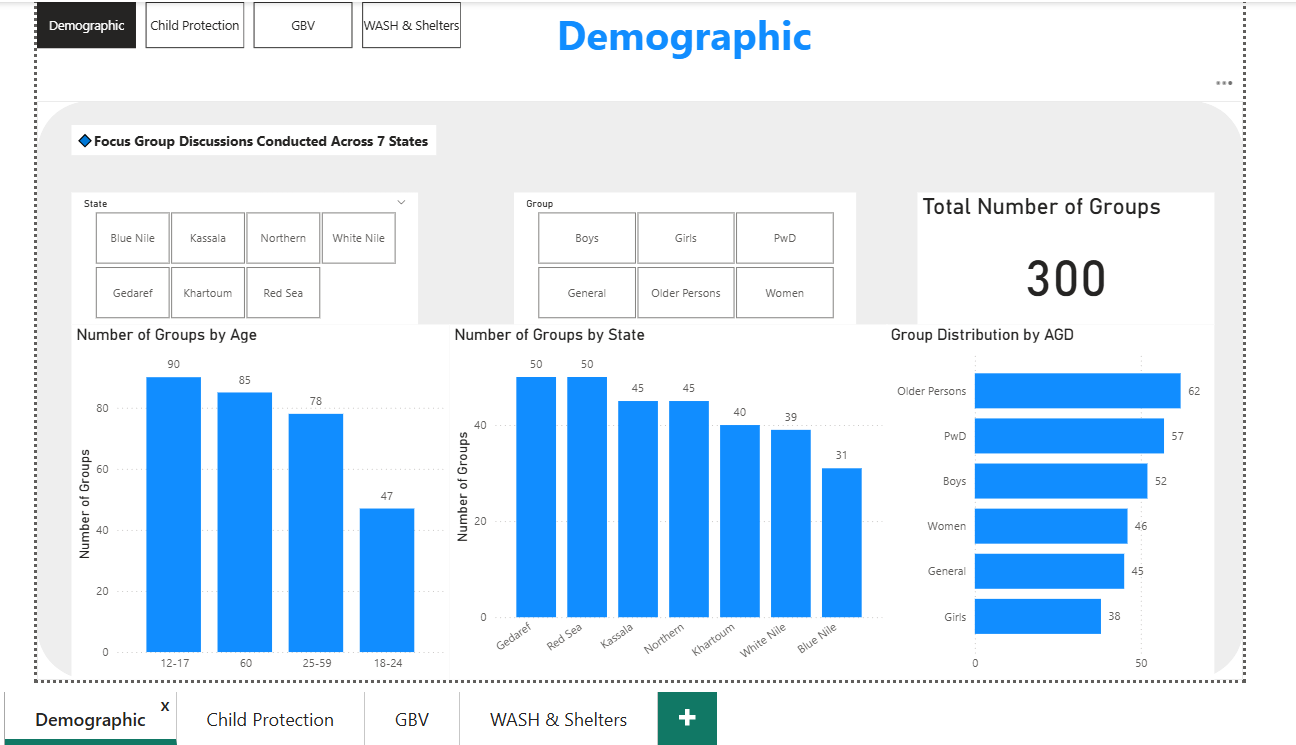 Demographic
Child Protection
GBV
WASH & Shelters
Demographic
Focus Group Discussions Conducted Across 7 States
State
Blue Nile
Kassala
Northern
White Nile
Gedaref
Khartoum
Red Sea
Group
Boys
Girls
PwD
General
Older Persons
Women
Total Number of Groups
300
Number of Groups by Age
Number of Groups
80
60
40
20
0
90
85
78
47
12-17
60
25-59
18-24
Number of Groups by State
Number of Groups
40
20
0
50
50
45
45
40
39
31
Gedaref
Red Sea
Kassala
Northern
Khartoum
White Nile
Blue Nile
Group Distribution by AGD
Older Persons 62
PwD 57
Boys 52
Women 46
General 45
Girls 38
0 50
Demographic x
Child Protection
GBV
WASH & Shelters
+